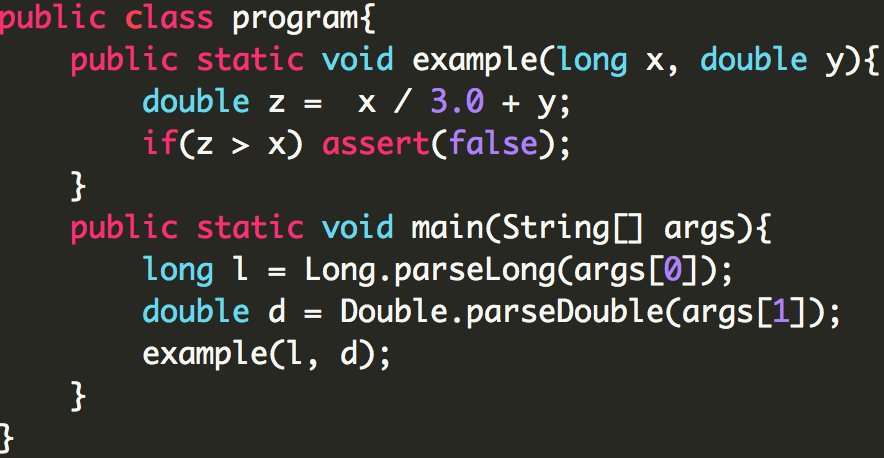 public class program{
    public static void example(long x, double y){
        double z =  x / 3.0 + y;
        if(z > x) assert(false);
    }
    public static void main(String[] args){
        long l = Long.parseLong(args[0]);
        double d = Double.parseDouble(args[1]);
        example(l, d);
    }
}